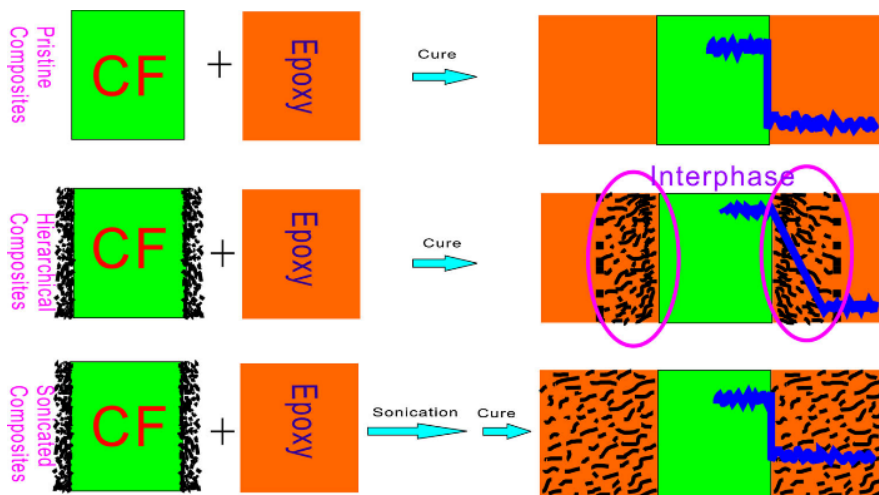 Pristine
Composites
CF
+
Epoxy
Cure
Hierarchical
Composites
CF
+
Epoxy
Cure
Interphase
Sonicated
Composites
CF
+
Epoxy
Sonication
Cure